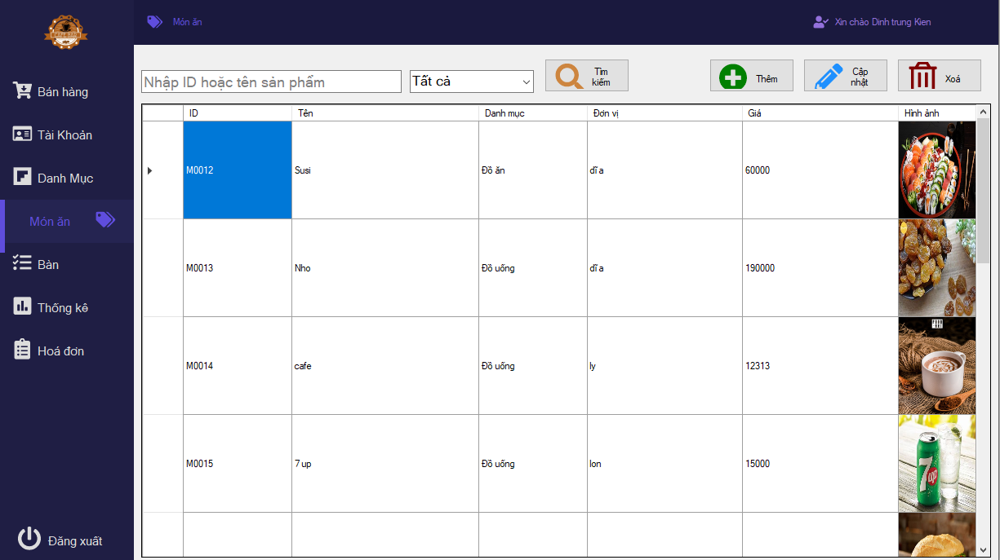 CAFE BAR
Món ăn
Xin chào Dinh trung Kien
Bán hàng
Tài Khoản
Danh Mục
Món ăn
Bàn
Thống kê
Hoá đơn
Đăng xuất
Nhập ID hoặc tên sản phẩm
Tất cả
Tìm
kiếm
Thêm
Cập
nhật
Xoá
ID Tên Danh mục Đơn vị Giá Hình ảnh
M0012 Susi Đồ ăn dĩa 60000
M0013 Nho Đồ uống dĩa 190000
M0014 cafe Đồ uống ly 12313
M0015 7 up Đồ uống lon 15000
7up